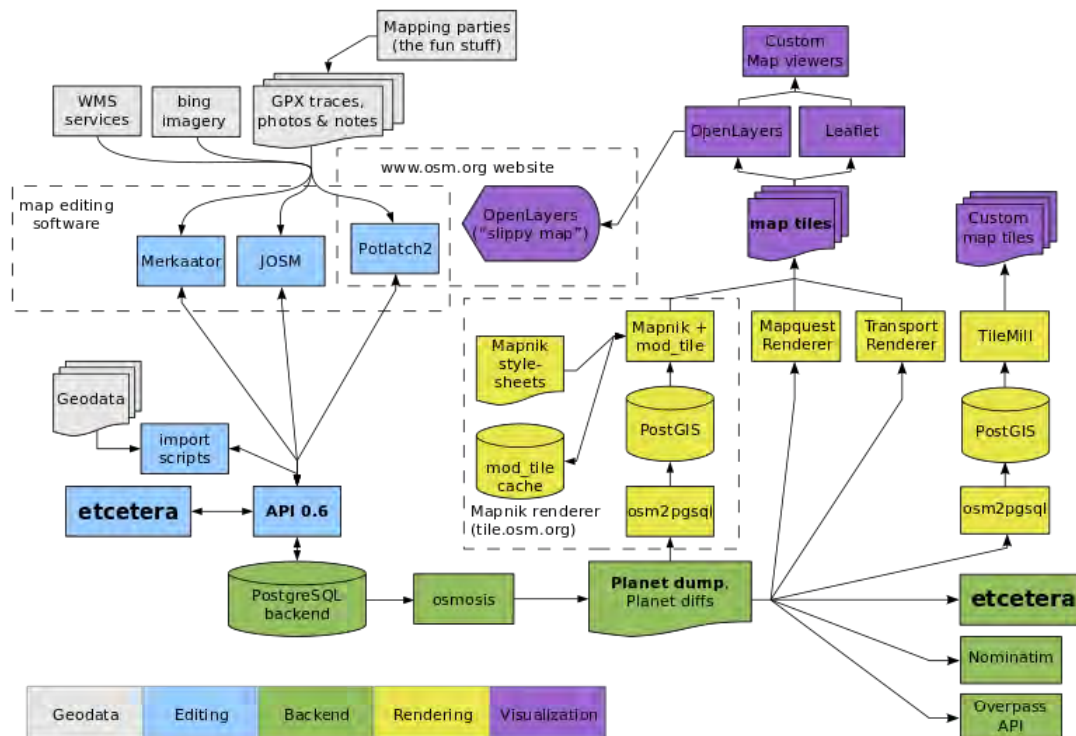 Mapping parties
(the fun stuff)
Custom
Map viewers
WMS
services
bing
imagery
GPX traces,
photos & notes
OpenLayers
Leaflet
www.osm.org website
map editing
software
OpenLayers
("slippy map")
map tiles
Custom
map tiles
Merkaator
JOSM
Potlatch2
Mapnik
style-
sheets
Mapnik +
mod_tile
Mapquest
Renderer
Transport
Renderer
TileMill
Geodata
import
scripts
PostGIS
PostGIS
mod_tile
cache
etcetera
API 0.6
Mapnik renderer
(tile.osm.org)
osm2pgsql
osm2pgsql
PostgreSQL
backend
osmosis
Planet dump,
Planet diffs
etcetera
Nominatim
Overpass
API
Geodata
Editing
Backend
Rendering
Visualization